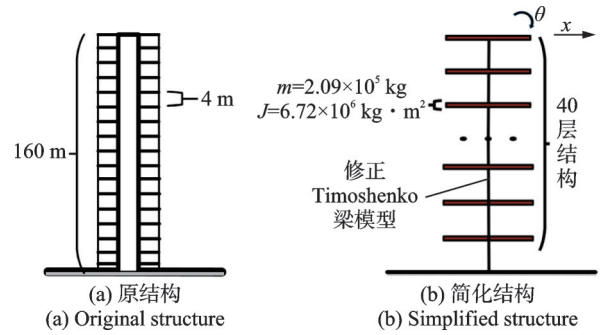 160 m
4 m
(a) 原结构
(a) Original structure
θ
x
m=2.09×10⁵ kg
J=6.72×10⁶ kg·m²
40
层
结
构
修正
Timoshenko
梁模型
(b) 简化结构
(b) Simplified structure